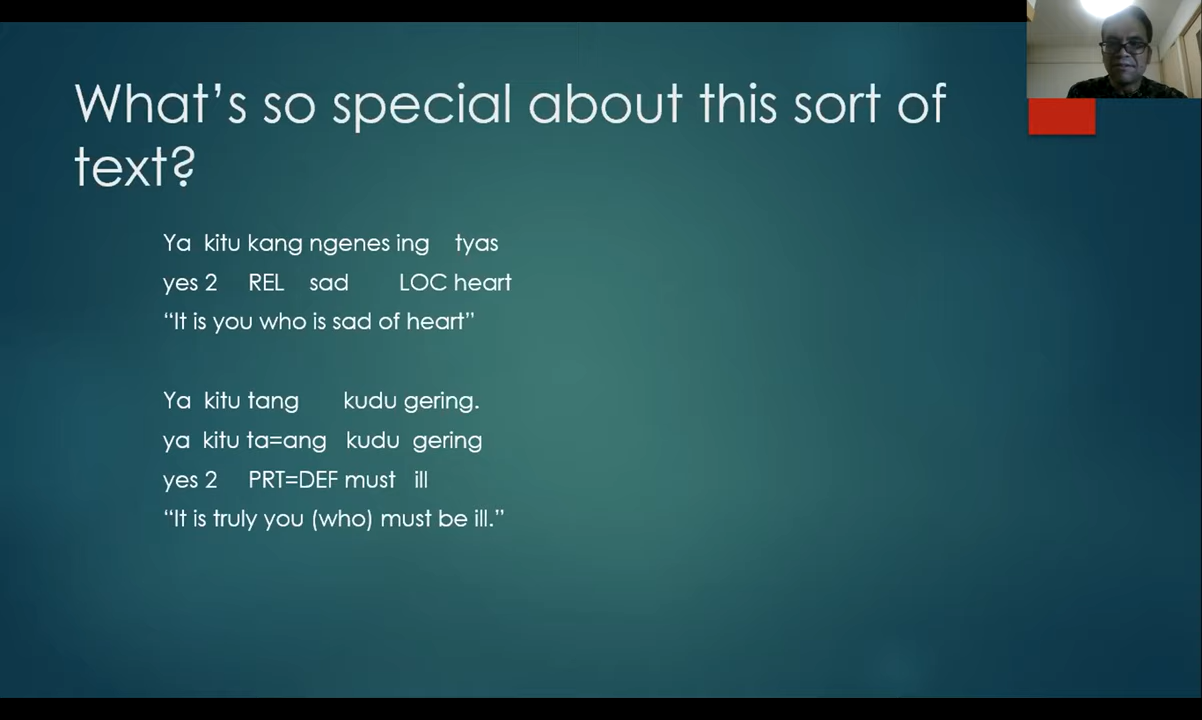 What's so special about this sort of
text?
Ya kitu kang ngenes ing tyas
yes 2 REL sad LOC heart
“It is you who is sad of heart”
Ya kitu tang kudu gering.
ya kitu ta=ang kudu gering
yes 2 PRT=DEF must ill
“It is truly you (who) must be ill.”